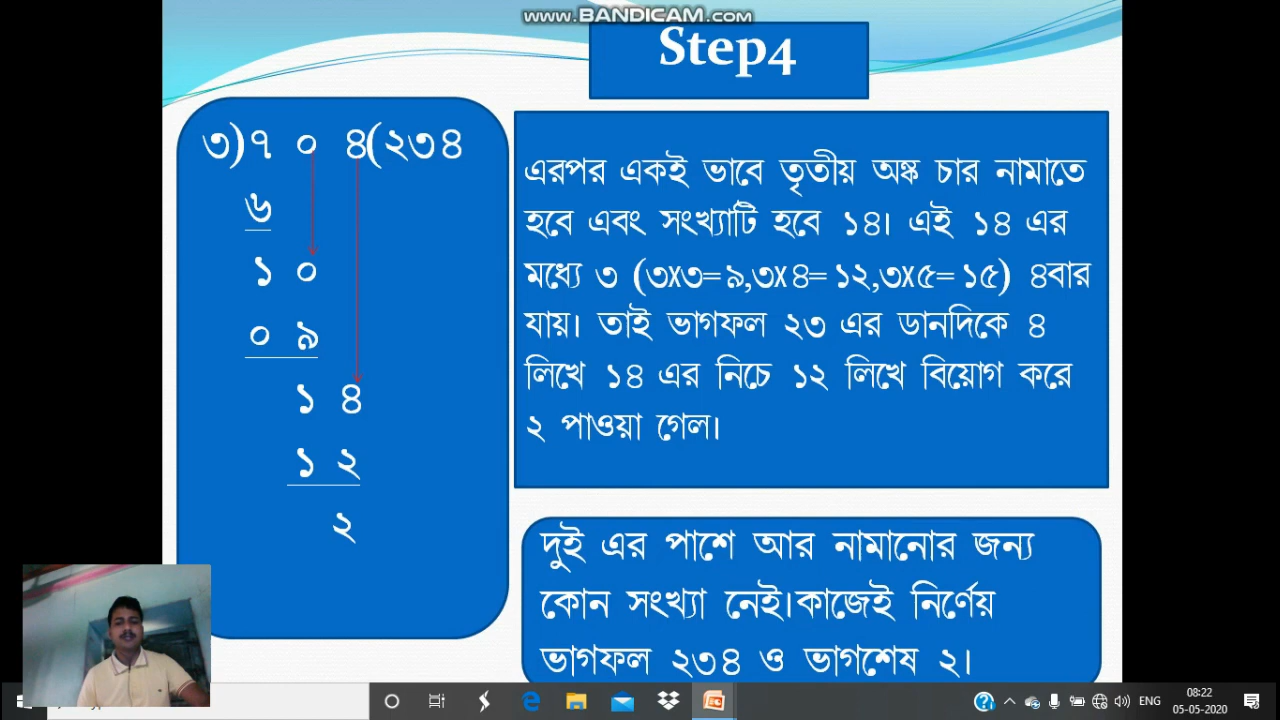 www.BANDICAM.com
Step4
৩)৭ ০ ৪(২৩৪
৬
১ ০
০ ৯
১ ৪
১ ২
২
এরপর একই ভাবে তৃতীয় অঙ্ক চার নামাতে
হবে এবং সংখ্যাটি হবে ১৪। এই ১৪ এর
মধ্যে ৩ (৩x৩=৯,৩x৪=১২,৩x৫=১৫) ৪বার
যায়। তাই ভাগফল ২৩ এর ডানদিকে ৪
লিখে ১৪ এর নিচে ১২ লিখে বিয়োগ করে
২ পাওয়া গেল।
দুই এর পাশে আর নামানোর জন্য
কোন সংখ্যা নেই।কাজেই নির্ণেয়
ভাগফল ২৩৪ ও ভাগশেষ ২।
ENG
08:22
05-05-2020